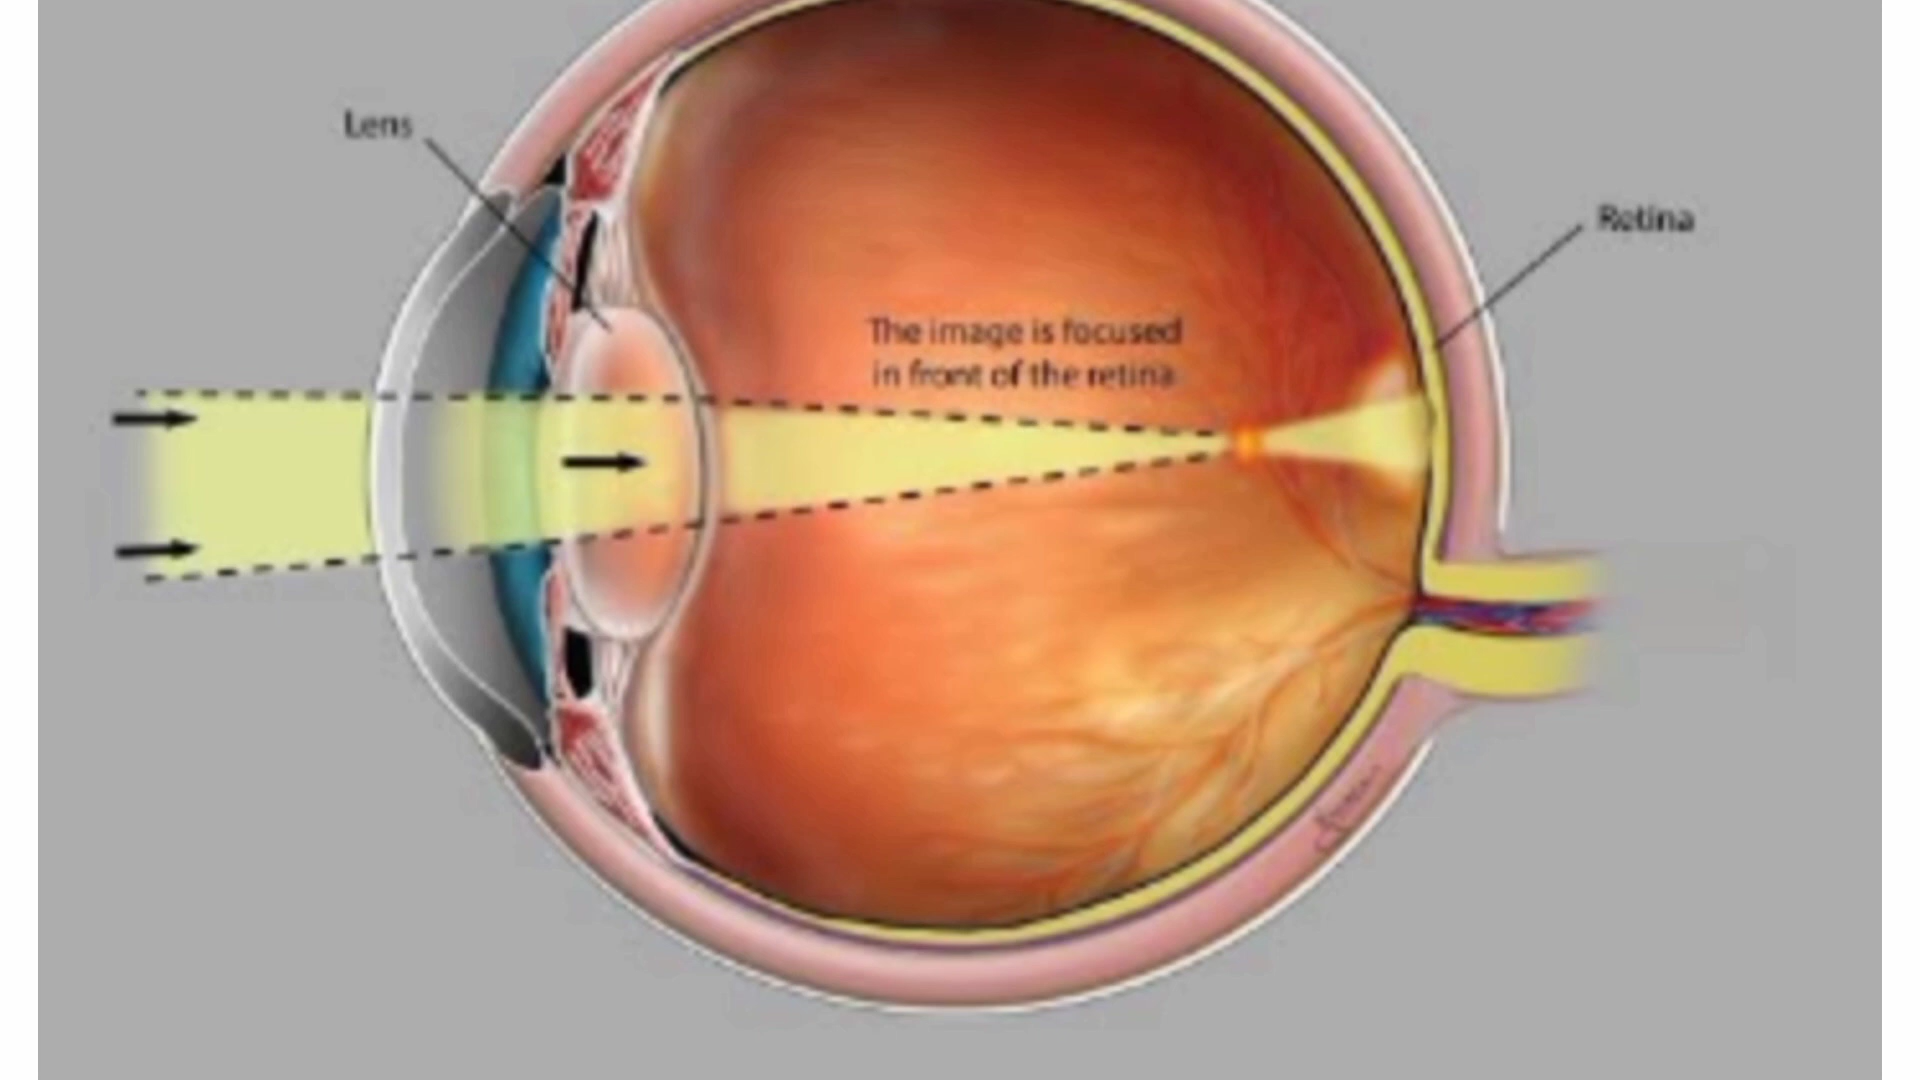 Lens
Retina
The image is focused
in front of the retina.